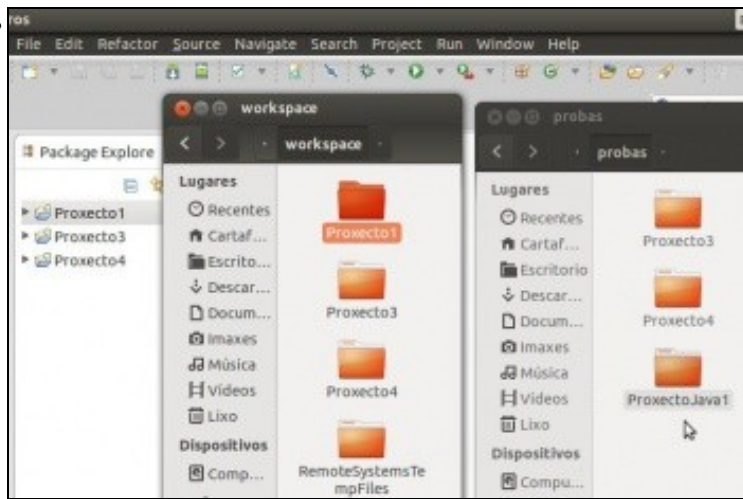 ros
File Edit Refactor Source Navigate Search Project Run Window Help
Package Explore
Proxecto1
Proxecto3
Proxecto4
workspace
workspace
Lugares
Recentes
Cartaf...
Escrito...
Descar...
Docum...
Imaxes
Música
Vídeos
Lixo
Dispositivos
Comp...
Proxecto1
Proxecto3
Proxecto4
RemoteSystemsTe
mpFiles
probas
probas
Lugares
Recentes
Cartaf...
Escritorio
Descar...
Docum...
Imaxes
Música
Vídeos
Lixo
Dispositivos
Compu...
Proxecto3
Proxecto4
ProxectoJava1